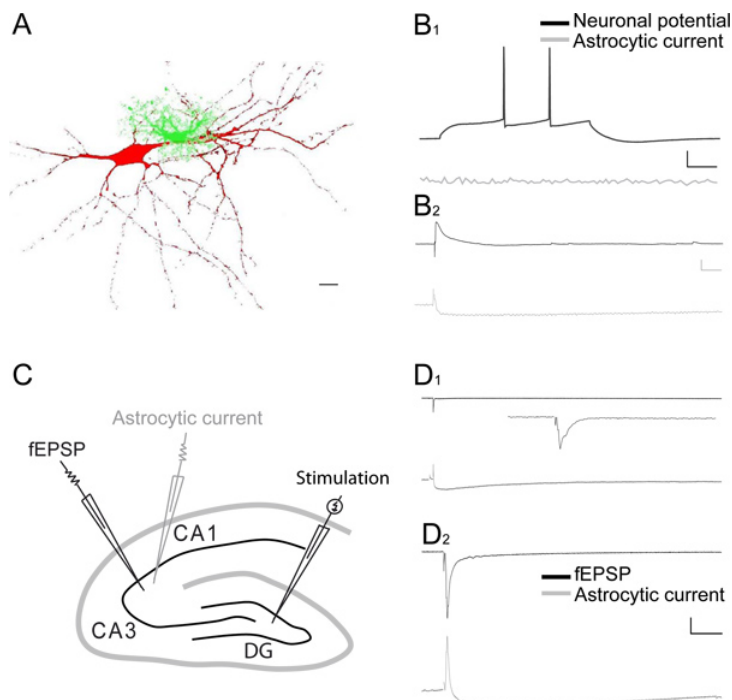 A
B1
Neuronal potential
Astrocytic current
B2
C
Astrocytic current
fEPSP
Stimulation
CA1
CA3
DG
D1
D2
fEPSP
Astrocytic current